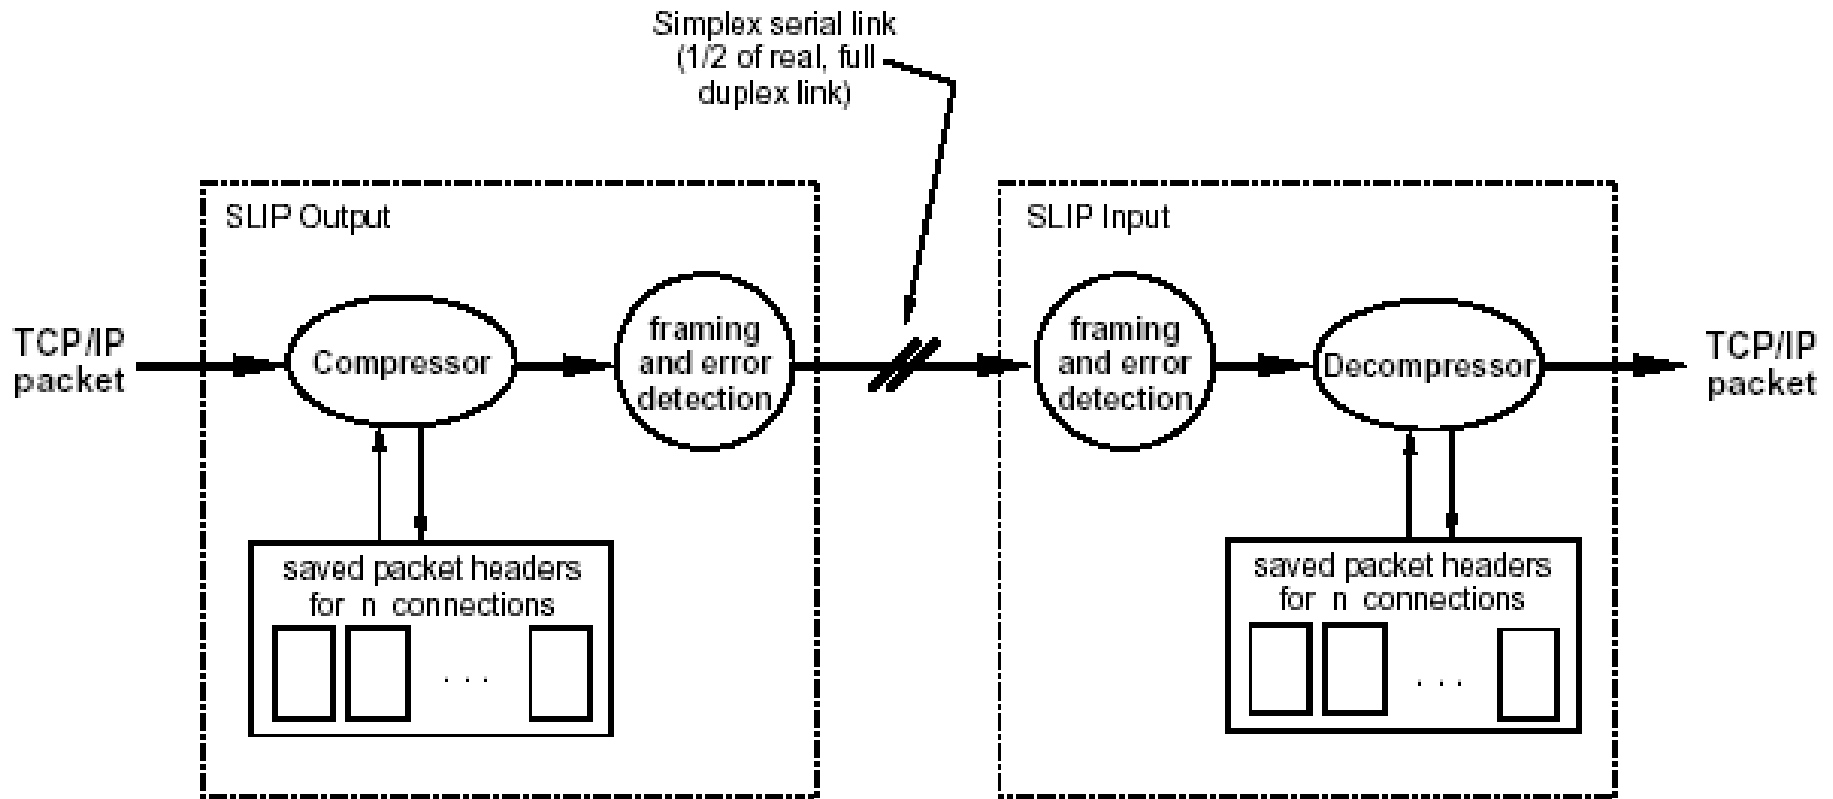 Simplex serial link
(1/2 of real, full
duplex link)
SLIP Output
SLIP Input
TCP/IP
packet
Compressor
framing
and error
detection
framing
and error
detection
Decompressor
TCP/IP
packet
saved packet headers
for n connections
. . .
saved packet headers
for n connections
. . .